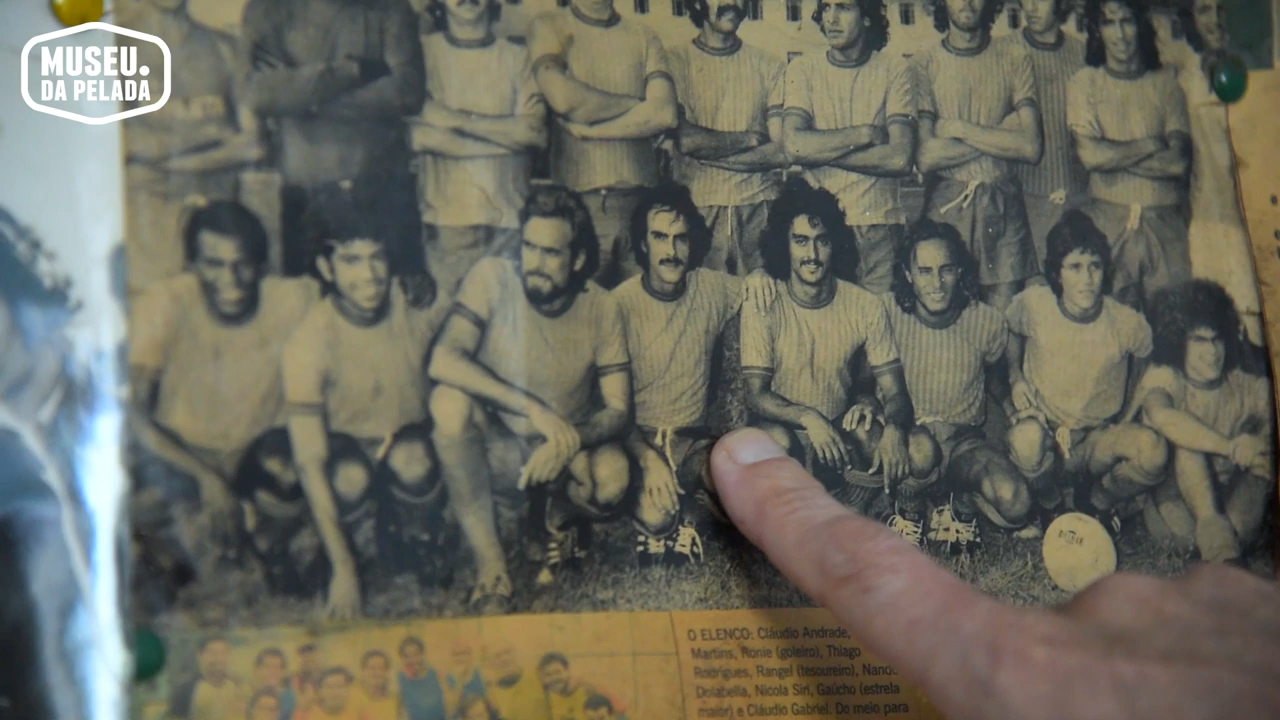 MUSEU.
DA PELADA
O ELENCO: Cláudio Andrade,
Martins, Ronie (goleiro), Thiago
Rodrigues, Rangel (tesoureiro), Nando
Dolabella, Nicola Siri, Gaúcho (estrela
maior) e Cláudio Gabriel. Do meio para